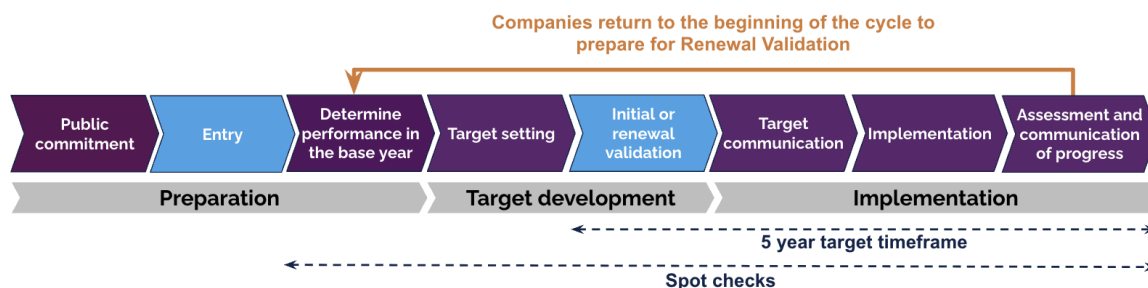 Companies return to the beginning of the cycle to
prepare for Renewal Validation
Public
commitment
Entry
Determine
performance in
the base year
Target setting
Initial or
renewal
validation
Target
communication
Implementation
Assessment and
communication
of progress
Preparation
Target development
Implementation
5 year target timeframe
Spot checks